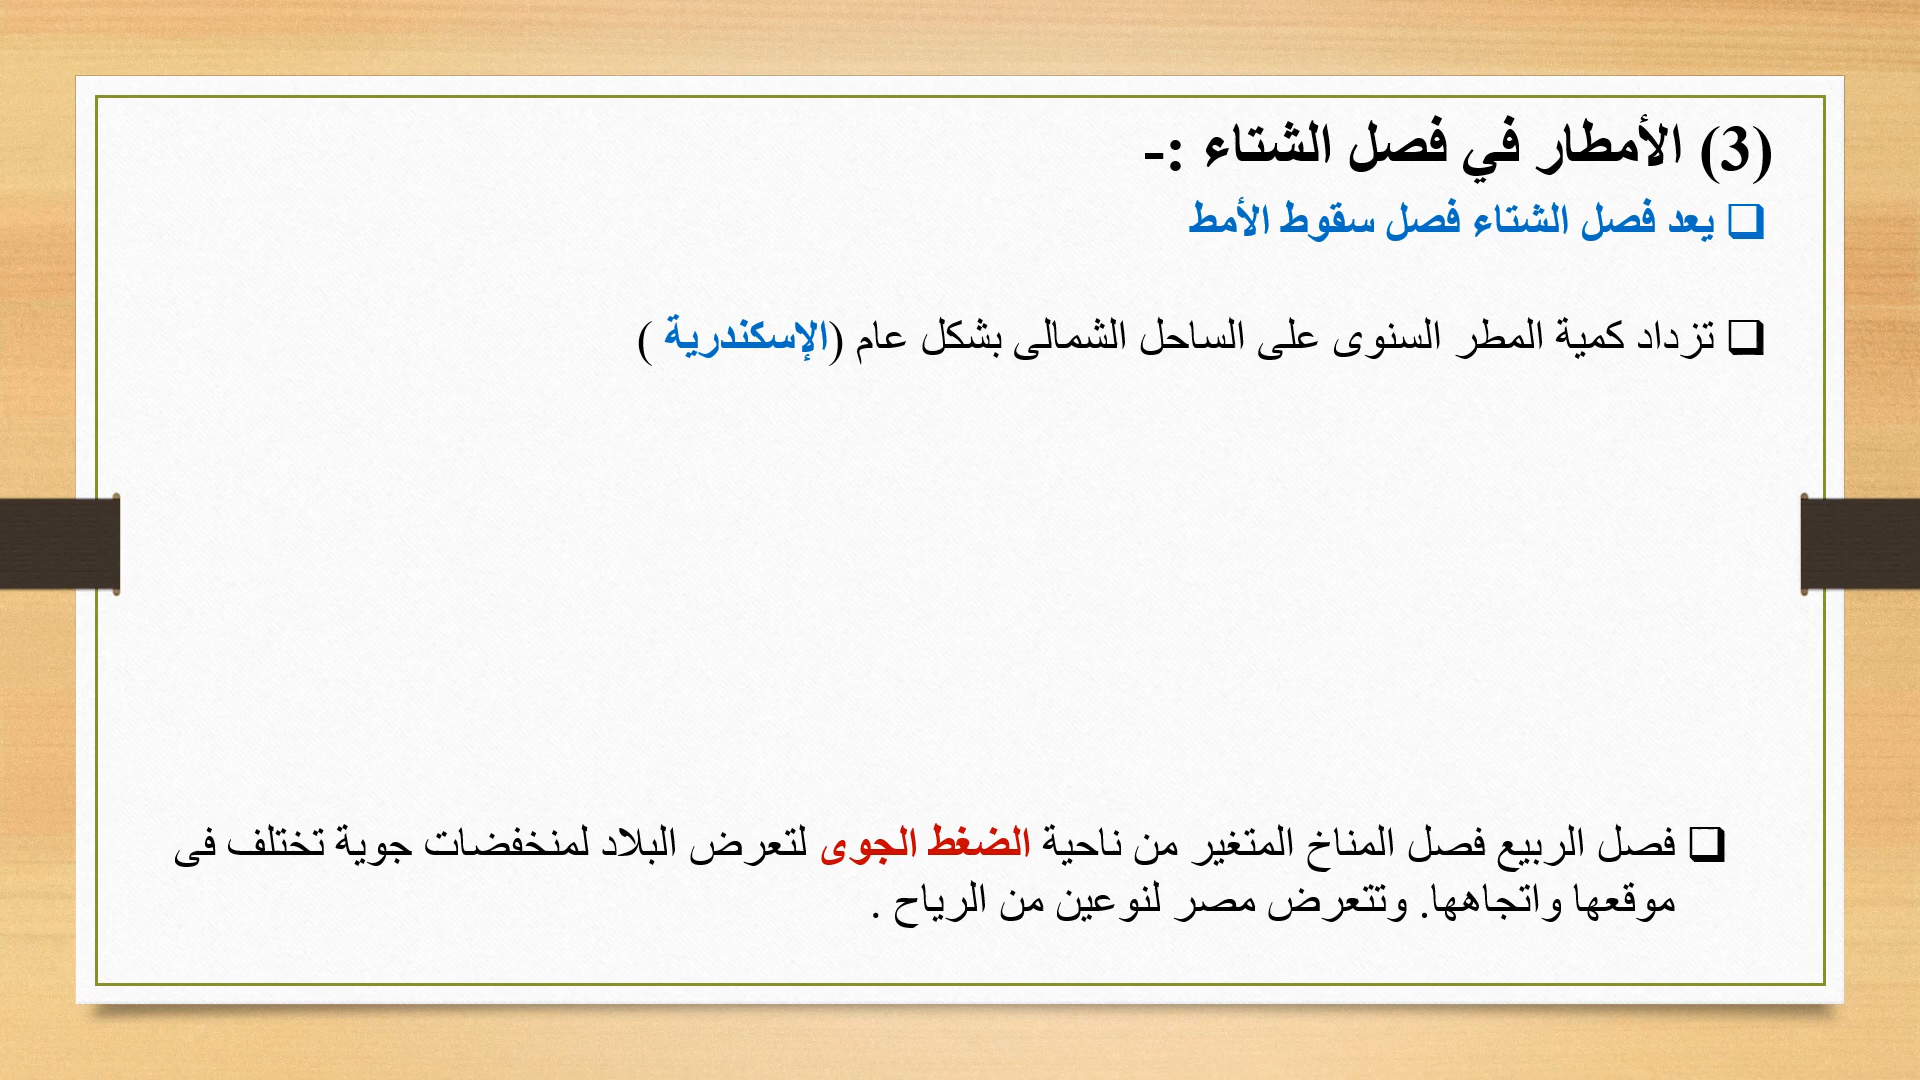 (3) الأمطار في فصل الشتاء :-
❑ يعد فصل الشتاء فصل سقوط الأمط
❑ تزداد كمية المطر السنوى على الساحل الشمالى بشكل عام (الإسكندرية )
❑ فصل الربيع فصل المناخ المتغير من ناحية الضغط الجوى لتعرض البلاد لمنخفضات جوية تختلف فى
موقعها واتجاهها. وتتعرض مصر لنوعين من الرياح .